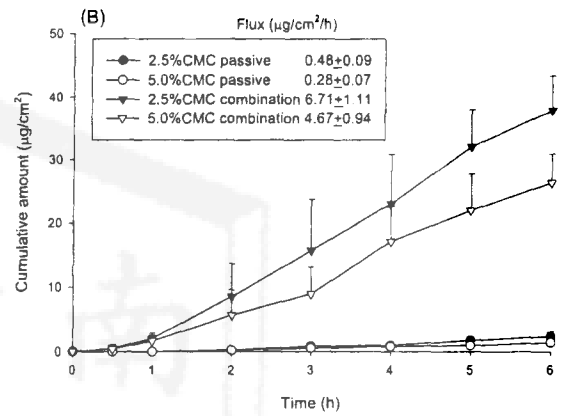 (B)
Flux (μg/cm²/h)
2.5%CMC passive 0.48±0.09
5.0%CMC passive 0.28±0.07
2.5%CMC combination 6.71±1.11
5.0%CMC combination 4.67±0.94
Cumulative amount (μg/cm²)
50
40
30
20
10
0
0 1 2 3 4 5 6
Time (h)
南